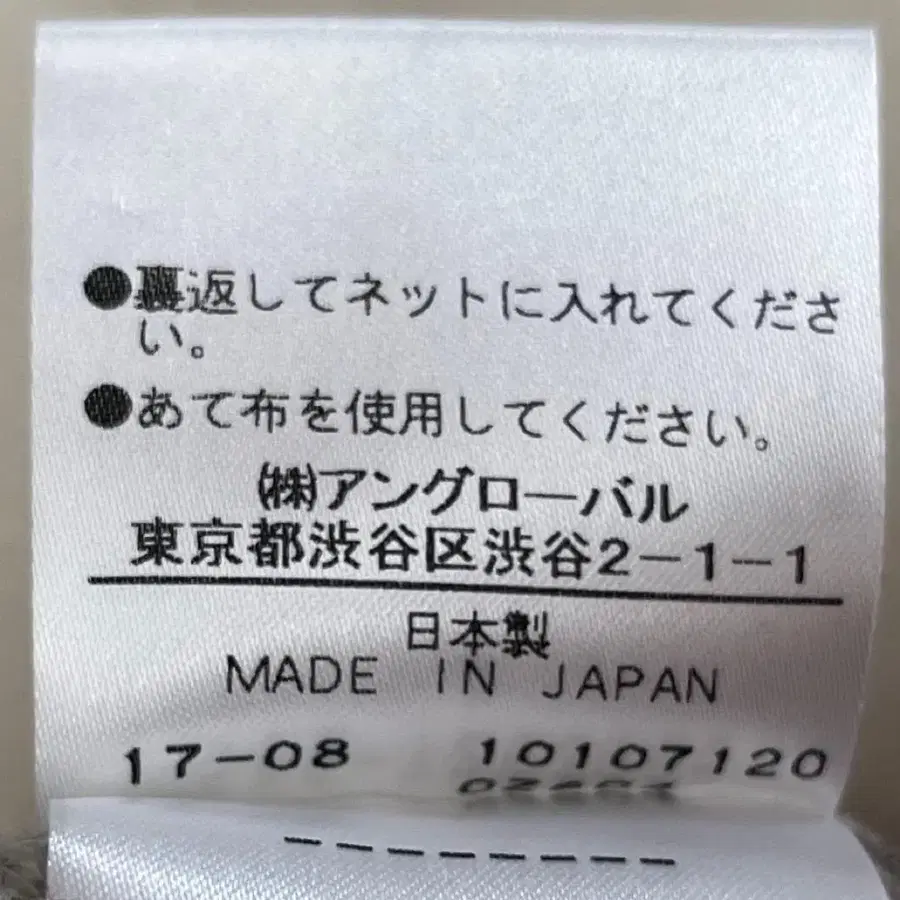 ●裏返してネットに入れてくださ
い。
●あて布を使用してください。
㈱アングローバル
東京都渋谷区渋谷2－1－1
日本製
MADE IN JAPAN
17-08 10107120